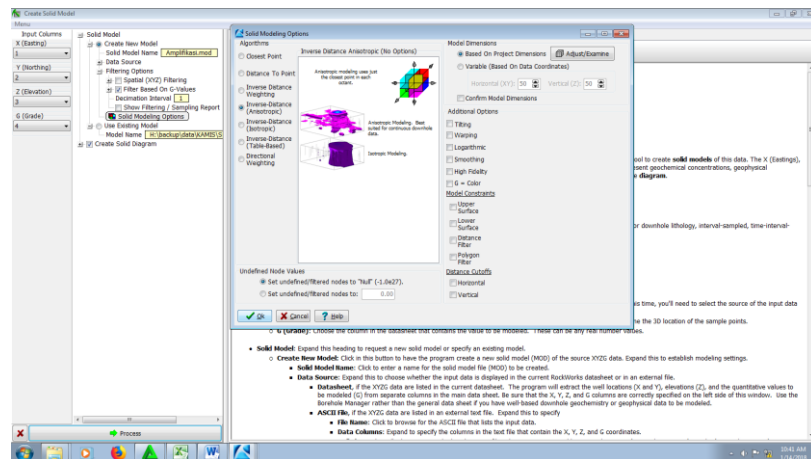 Create Solid Model
Menu
Input Columns
X (Easting)
1
Y (Northing)
2
Z (Elevation)
3
G (Grade)
4
Solid Model
Create New Model
Solid Model Name Amplifikasi.mod
Data Source
Filtering Options
Spatial (XYZ) Filtering
Filter Based On G-Values
Decimation Interval 1
Show Filtering / Sampling Report
Solid Modeling Options
Use Existing Model
Model Name H:\backup\data\KAMIS\S
Create Solid Diagram
Process
Solid Modeling Options
Algorithms
Closest Point
Distance To Point
Inverse Distance
Weighting
Inverse-Distance
(Anisotropic)
Inverse-Distance
(Isotropic)
Inverse-Distance
(Table-Based)
Directional
Weighting
Inverse Distance Anisotropic (No Options)
Anisotropic modeling uses just
the closest point in each
octant.
Anisotropic Modeling. Best
suited for continuous downhole
data.
Isotropic Modeling.
Undefined Node Values
Set undefined/filtered nodes to "Null" (-1.0e27).
Set undefined/filtered nodes to: 0.00
Ok Cancel Help
Model Dimensions
Based On Project Dimensions Adjust/Examine
Variable (Based On Data Coordinates)
Horizontal (XY): 50 Vertical (Z): 50
Confirm Model Dimensions
Additional Options
Tilting
Warping
Logarithmic
Smoothing
High Fidelity
G = Color
Model Constraints
Upper
Surface
Lower
Surface
Distance
Filter
Polygon
Filter
Distance Cutoffs
Horizontal
Vertical
ool to create solid models of this data. The X (Eastings),
esent geochemical concentrations, geophysical
e diagram.
or downhole lithology, interval-sampled, time-interval-
his time, you'll need to select the source of the input data
ne the 3D location of the sample points.
G (Grade): Choose the column in the dataset that contains the value to be modeled. These can be any real number values.
Solid Model: Expand this heading to request a new solid model or specify an existing model.
Create New Model: Click in this button to have the program create a new solid model (MOD) of the source XYZG data. Expand this to establish modeling settings.
Solid Model Name: Click to enter a name for the solid model file (MOD) to be created.
Data Source: Expand this to choose whether the input data is displayed in the current RockWorks datasheet or in an external file.
Datasheet, if the XYZG data are listed in the current datasheet. The program will extract the well locations (X and Y), elevations (Z), and the quantitative values to
be modeled (G) from separate columns in the main data sheet. Be sure that the X, Y, Z, and G columns are correctly specified on the left side of this window. Use the
Borehole Manager rather than the general data sheet if you have well-based downhole geochemistry or geophysical data to be modeled.
ASCII File, if the XYZG data are listed in an external text file. Expand this to specify
File Name: Click to browse for the ASCII file that lists the input data.
Data Columns: Expand to specify the columns in the text file that contain the X, Y, Z, and G coordinates.
10:41 AM